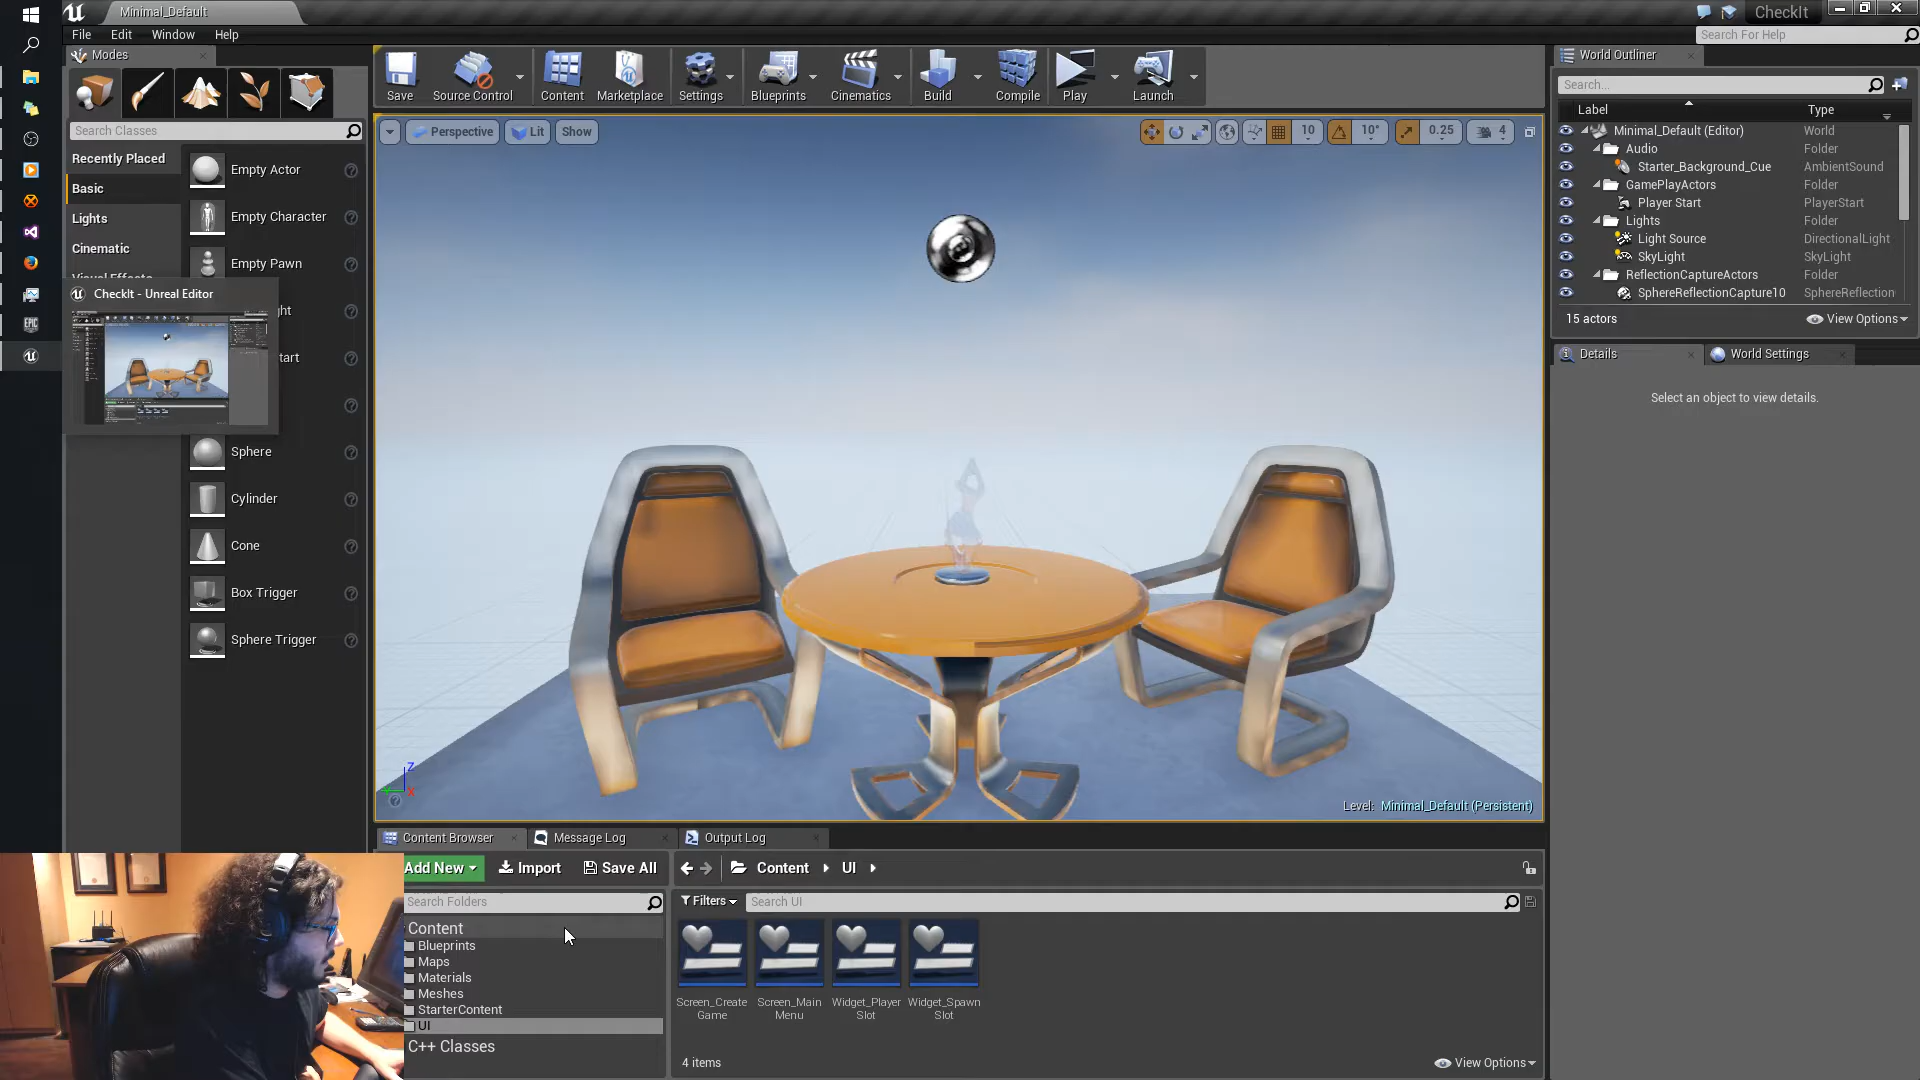 Minimal_Default
CheckIt
File Edit Window Help
Search For Help
Modes
Search Classes
Recently Placed
Basic
Lights
Cinematic
Empty Actor
Empty Character
Empty Pawn
CheckIt - Unreal Editor
ght
tart
Sphere
Cylinder
Cone
Box Trigger
Sphere Trigger
Save Source Control Content Marketplace Settings Blueprints Cinematics Build Compile Play Launch
Perspective Lit Show
10 10° 0.25 4
Level: Minimal_Default (Persistent)
World Outliner
Search...
Label Type
Minimal_Default (Editor) World
Audio Folder
Starter_Background_Cue AmbientSound
GamePlayActors Folder
Player Start PlayerStart
Lights Folder
Light Source DirectionalLight
SkyLight SkyLight
ReflectionCaptureActors Folder
SphereReflectionCapture10 SphereReflection
15 actors View Options
Details World Settings
Select an object to view details.
Content Browser Message Log Output Log
Add New Import Save All Content UI
Search Folders
Filters Search UI
Content
Blueprints
Maps
Materials
Meshes
StarterContent
UI
C++ Classes
Screen_Create
Game
Screen_Main
Menu
Widget_Player
Slot
Widget_Spawn
Slot
4 items View Options